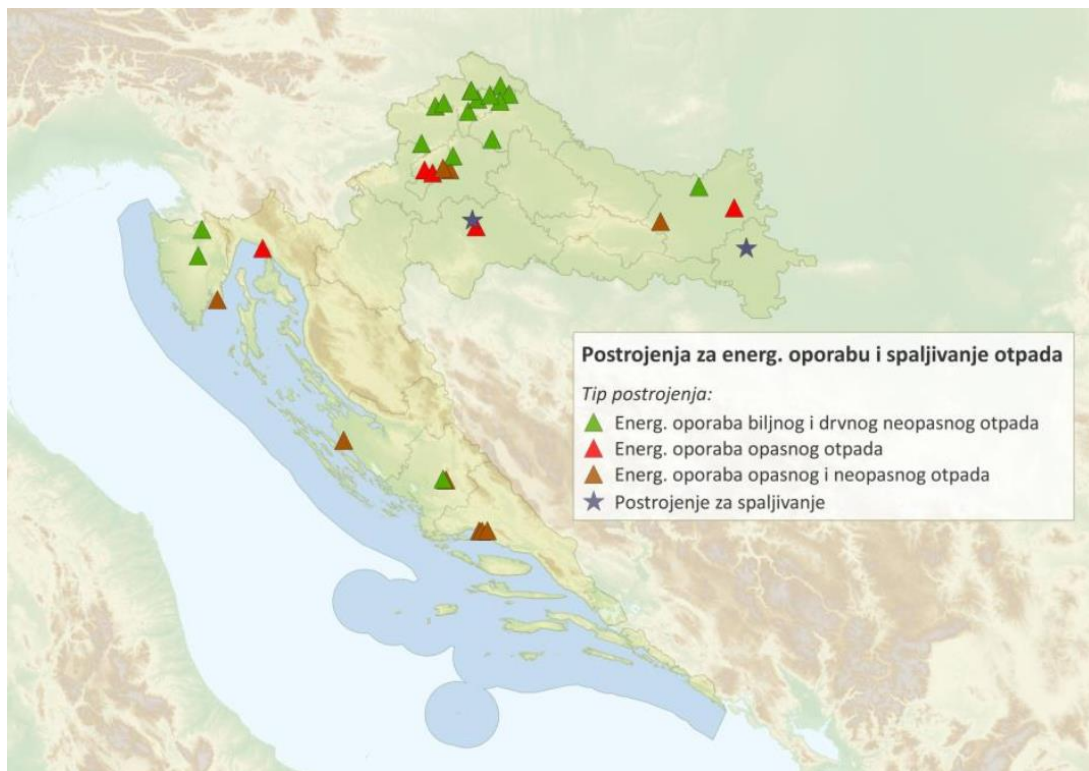 Postrojenja za energ. oporabu i spaljivanje otpada
Tip postrojenja:
Energ. oporaba biljnog i drvnog neopasnog otpada
Energ. oporaba opasnog otpada
Energ. oporaba opasnog i neopasnog otpada
Postrojenje za spaljivanje